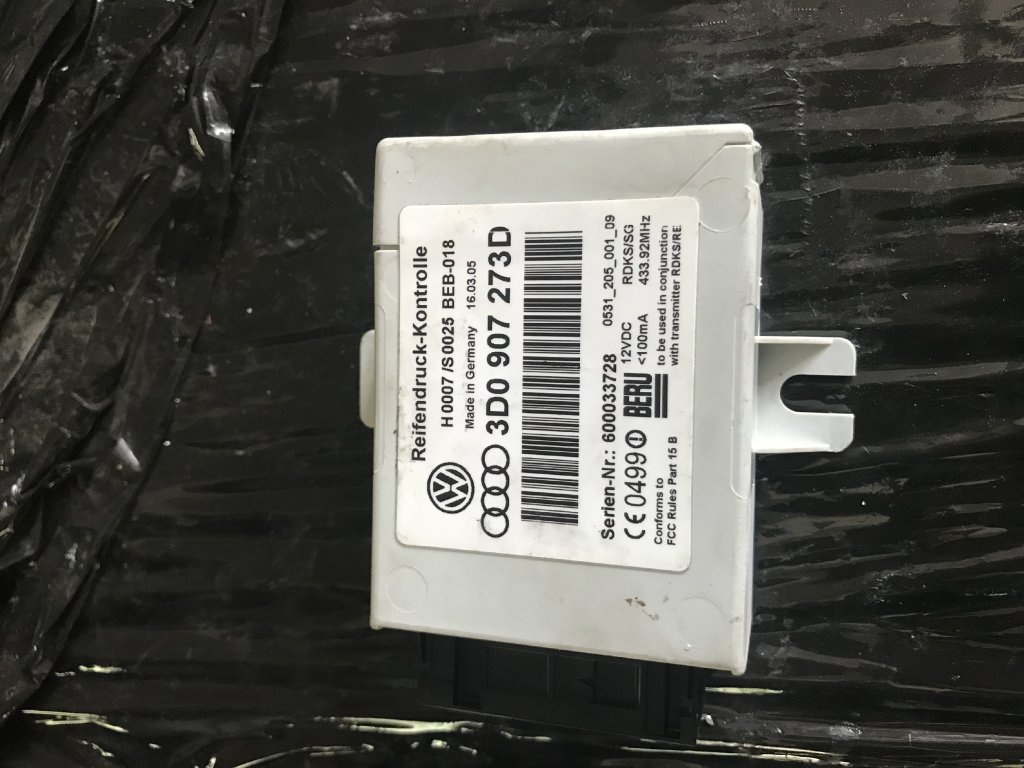 Reifendruck-Kontrolle
H0007 /S0025 BEB-018
Made in Germany 16.03.05
3D0 907 273D
Serien-Nr.: 600033728 0531_205_001_09
CE 0499 12VDC RDKS/SG
BERU <100mA 433.92MHz
Conforms to to be used in conjunction
FCC Rules Part 15 B with transmitter RDKS/RE